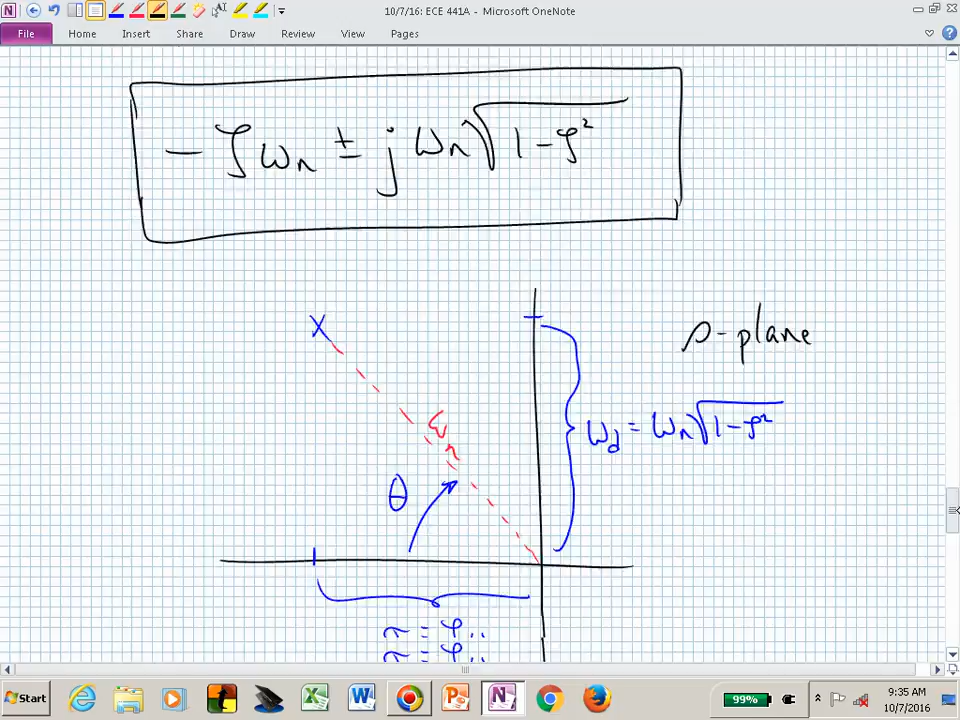 10/7/16: ECE 441A - Microsoft OneNote
File Home Insert Share Draw Review View Pages
- ζωn ± jωn√1-ζ²
s-plane
ωd = ωn√1-ζ²
ωn
θ
99%
9:35 AM
10/7/2016
Start